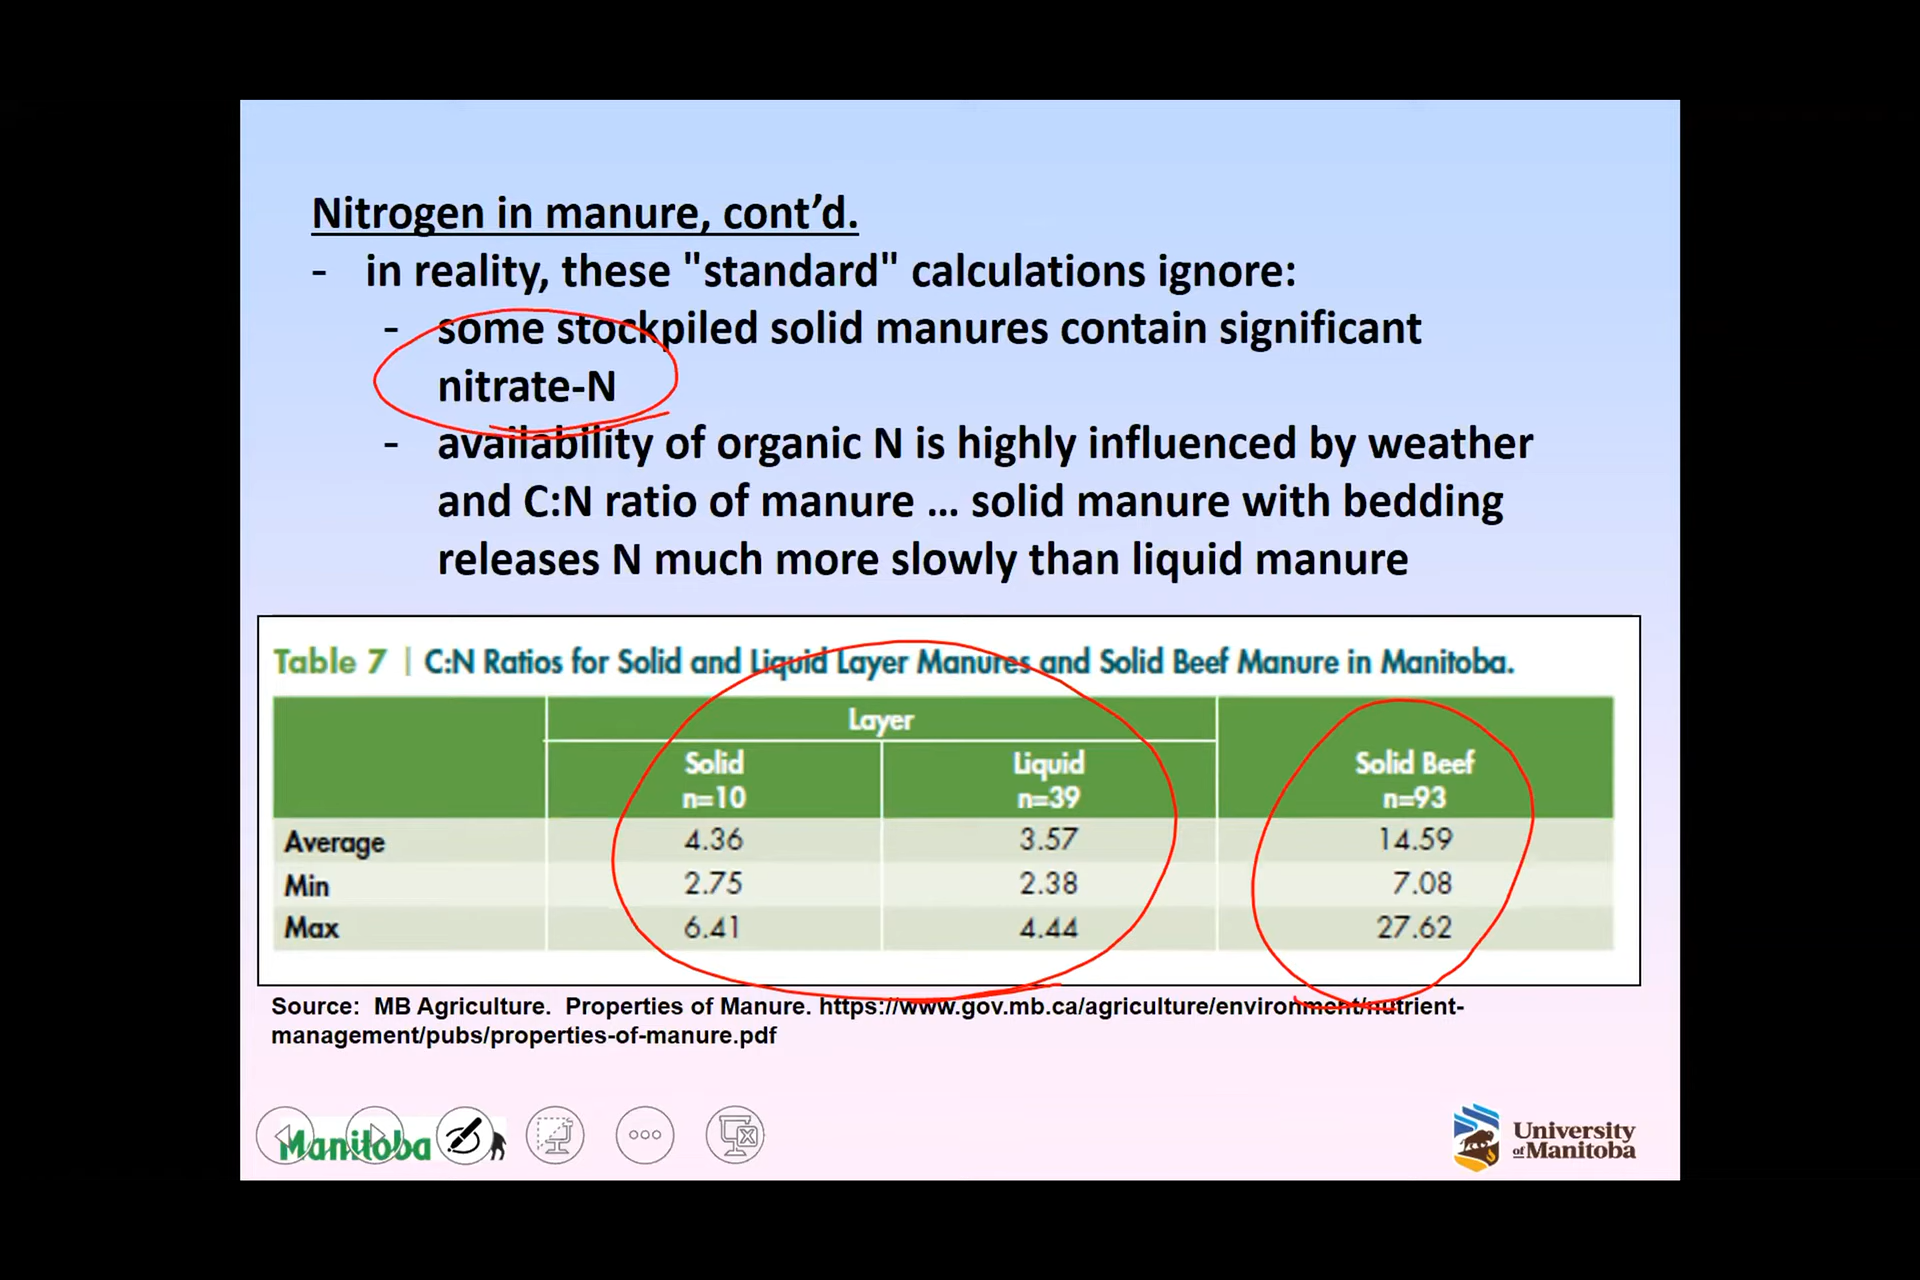 Nitrogen in manure, cont’d.
- in reality, these "standard" calculations ignore:
- some stockpiled solid manures contain significant
nitrate-N
- availability of organic N is highly influenced by weather
and C:N ratio of manure ... solid manure with bedding
releases N much more slowly than liquid manure
Table 7 | C:N Ratios for Solid and Liquid Layer Manures and Solid Beef Manure in Manitoba.
Layer
Solid Liquid Solid Beef
n=10 n=39 n=93
Average 4.36 3.57 14.59
Min 2.75 2.38 7.08
Max 6.41 4.44 27.62
Source: MB Agriculture. Properties of Manure. https://www.gov.mb.ca/agriculture/environment/nutrient-
management/pubs/properties-of-manure.pdf
Manitoba
University
of Manitoba